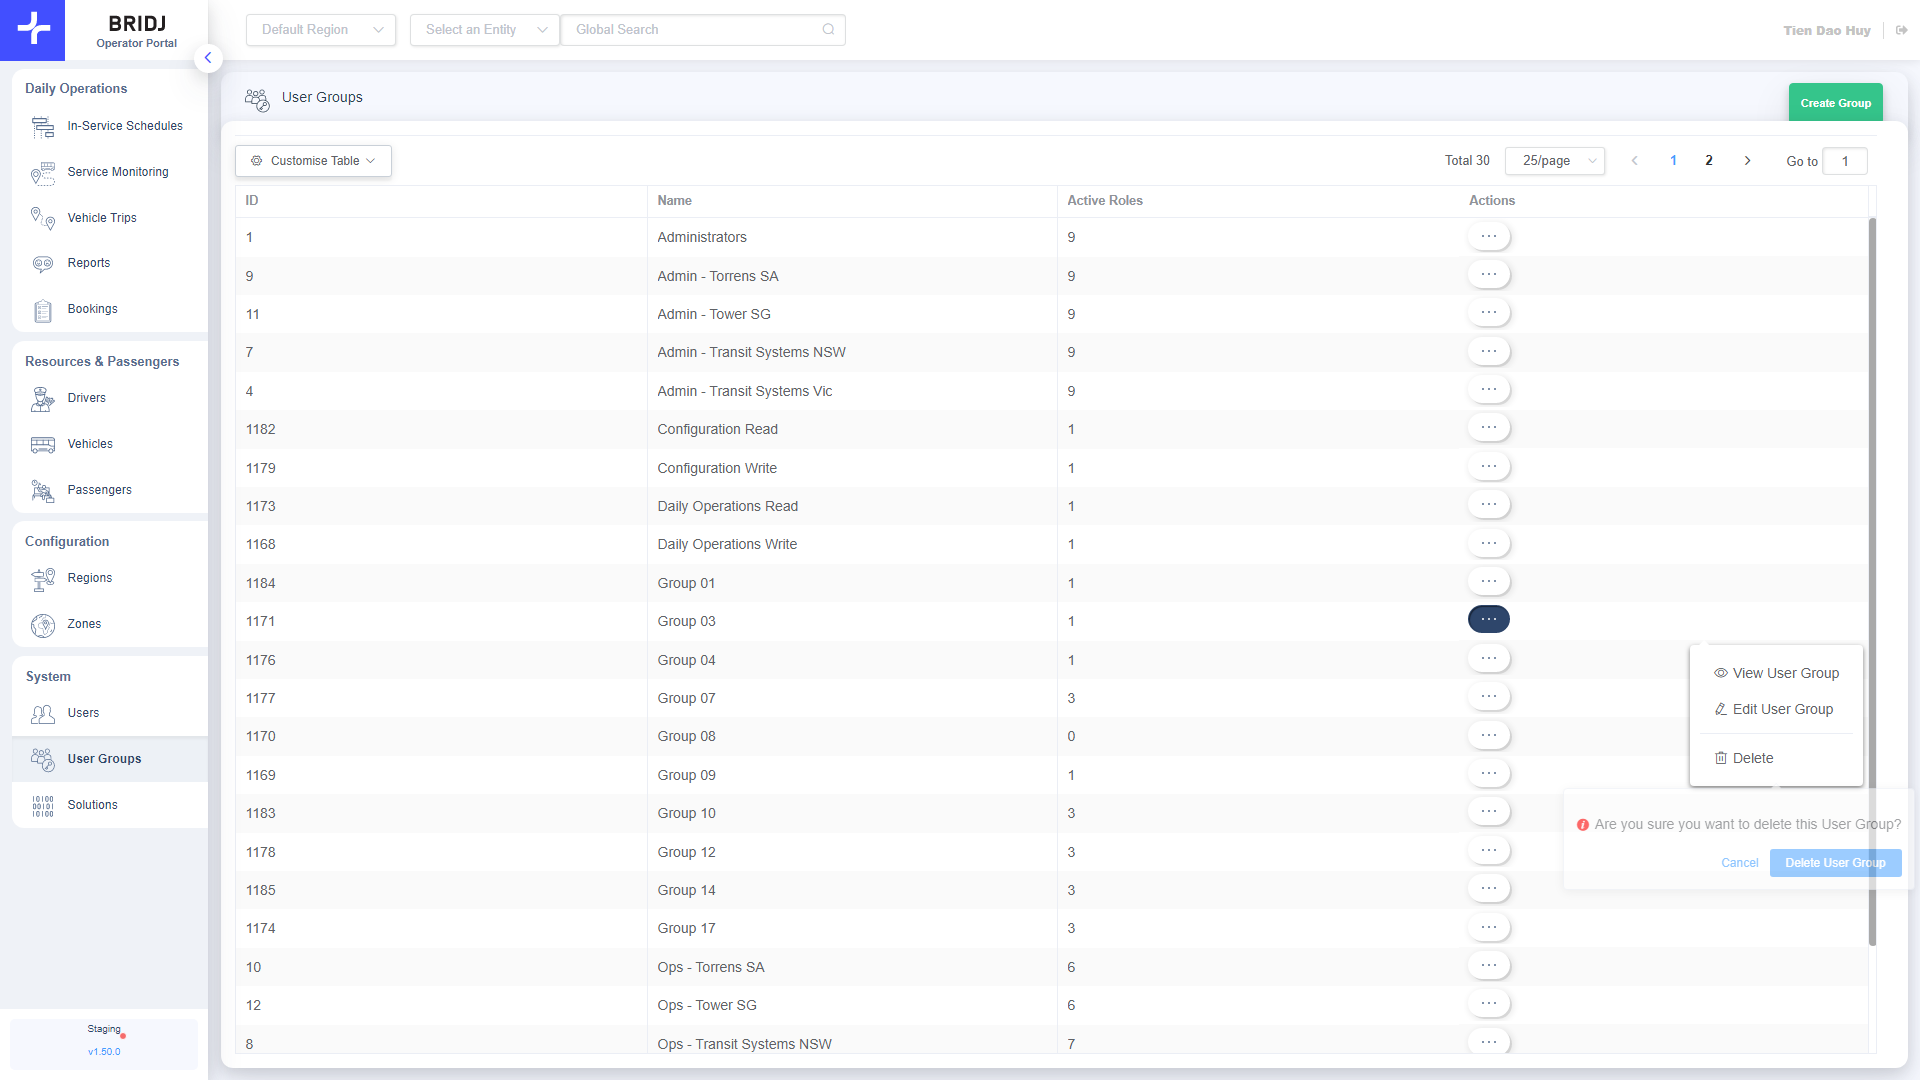 BRIDJ
Operator Portal
Default Region
Select an Entity
Global Search
Tien Dao Huy
Daily Operations
In-Service Schedules
Service Monitoring
Vehicle Trips
Reports
Bookings
Resources & Passengers
Drivers
Vehicles
Passengers
Configuration
Regions
Zones
System
Users
User Groups
Solutions
Staging
v1.50.0
User Groups
Create Group
Customise Table
Total 30
25/page
1
2
Go to
1
ID Name Active Roles Actions
1 Administrators 9
9 Admin - Torrens SA 9
11 Admin - Tower SG 9
7 Admin - Transit Systems NSW 9
4 Admin - Transit Systems Vic 9
1182 Configuration Read 1
1179 Configuration Write 1
1173 Daily Operations Read 1
1168 Daily Operations Write 1
1184 Group 01 1
1171 Group 03 1
1176 Group 04 1
1177 Group 07 3
1170 Group 08 0
1169 Group 09 1
1183 Group 10 3
1178 Group 12 3
1185 Group 14 3
1174 Group 17 3
10 Ops - Torrens SA 6
12 Ops - Tower SG 6
8 Ops - Transit Systems NSW 7
View User Group
Edit User Group
Delete
Are you sure you want to delete this User Group?
Cancel
Delete User Group